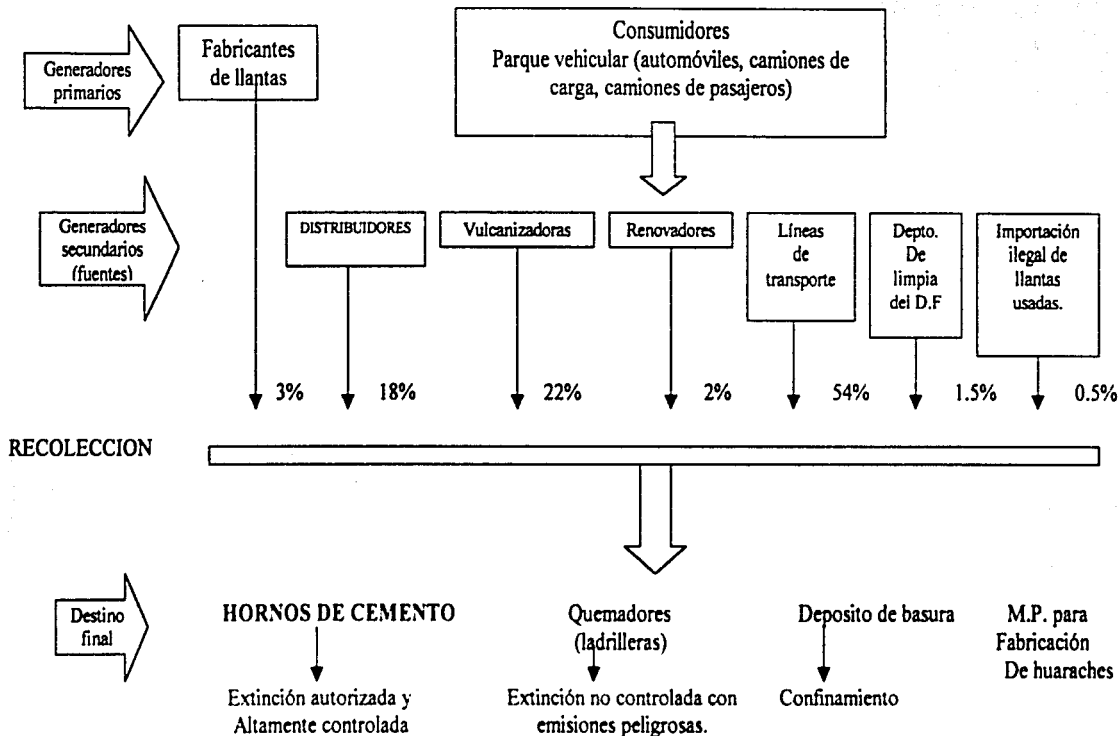 Generadores
primarios
Fabricantes
de llantas
Consumidores
Parque vehicular (automóviles, camiones de
carga, camiones de pasajeros)
Generadores
secundarios
(fuentes)
DISTRIBUIDORES
Vulcanizadoras
Renovadores
Líneas
de
transporte
Depto.
De
limpia
del D.F
Importación
ilegal de
llantas
usadas.
3%
18%
22%
2%
54%
1.5%
0.5%
RECOLECCION
Destino
final
HORNOS DE CEMENTO
Extinción autorizada y
Altamente controlada
Quemadores
(ladrilleras)
Extinción no controlada con
emisiones peligrosas.
Deposito de basura
Confinamiento
M.P. para
Fabricación
De huaraches